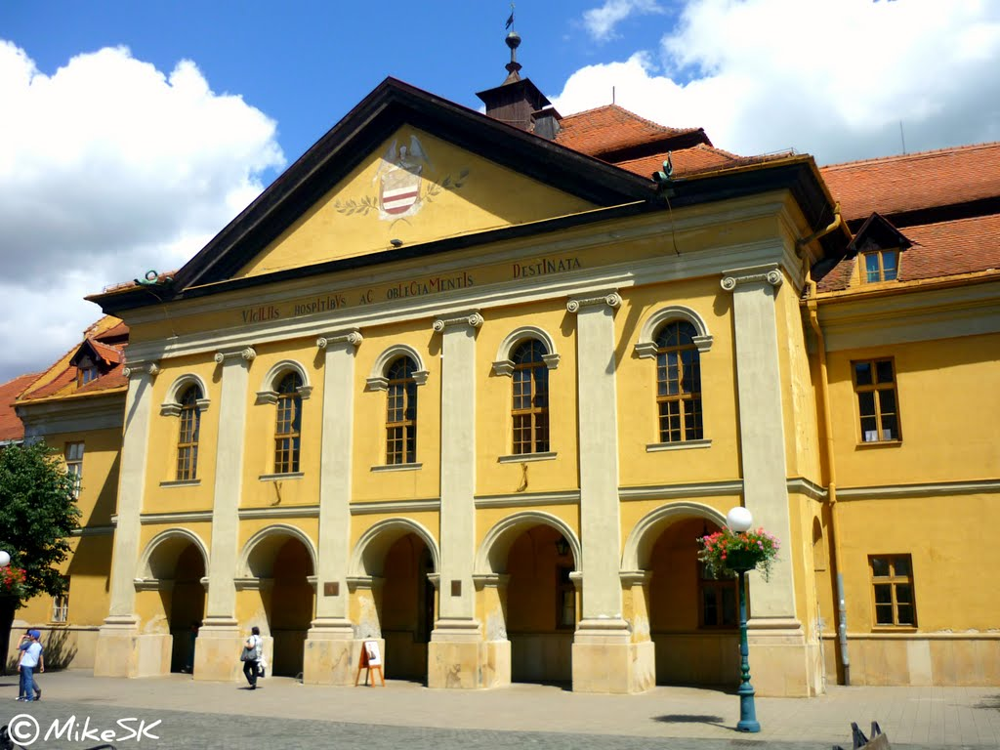 VIGILIIS HOSPITIBVS AC OBLECTAMENTIS DESTINATA
© MikeSK